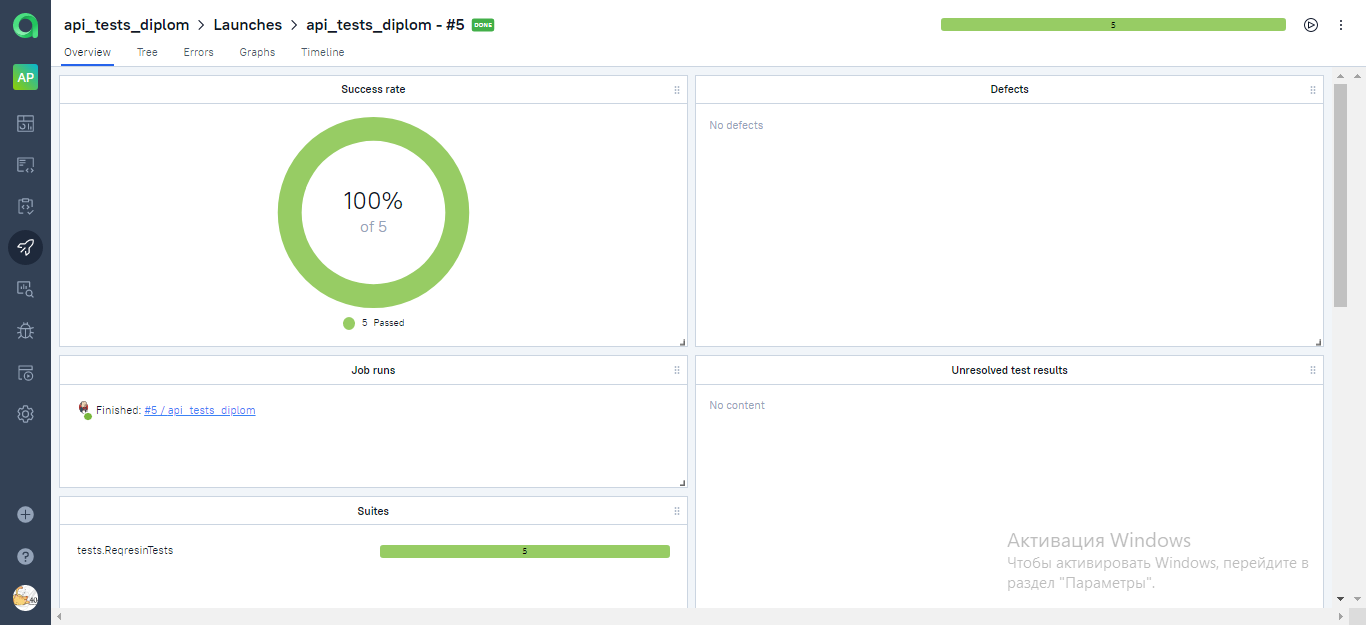 api_tests_diplom > Launches > api_tests_diplom - #5 DONE
5
Overview Tree Errors Graphs Timeline
AP
Success rate
100%
of 5
5 Passed
Defects
No defects
Job runs
Finished: #5 / api_tests_diplom
Unresolved test results
No content
Suites
tests.ReqresinTests 5
Активация Windows
Чтобы активировать Windows, перейдите в
раздел "Параметры".